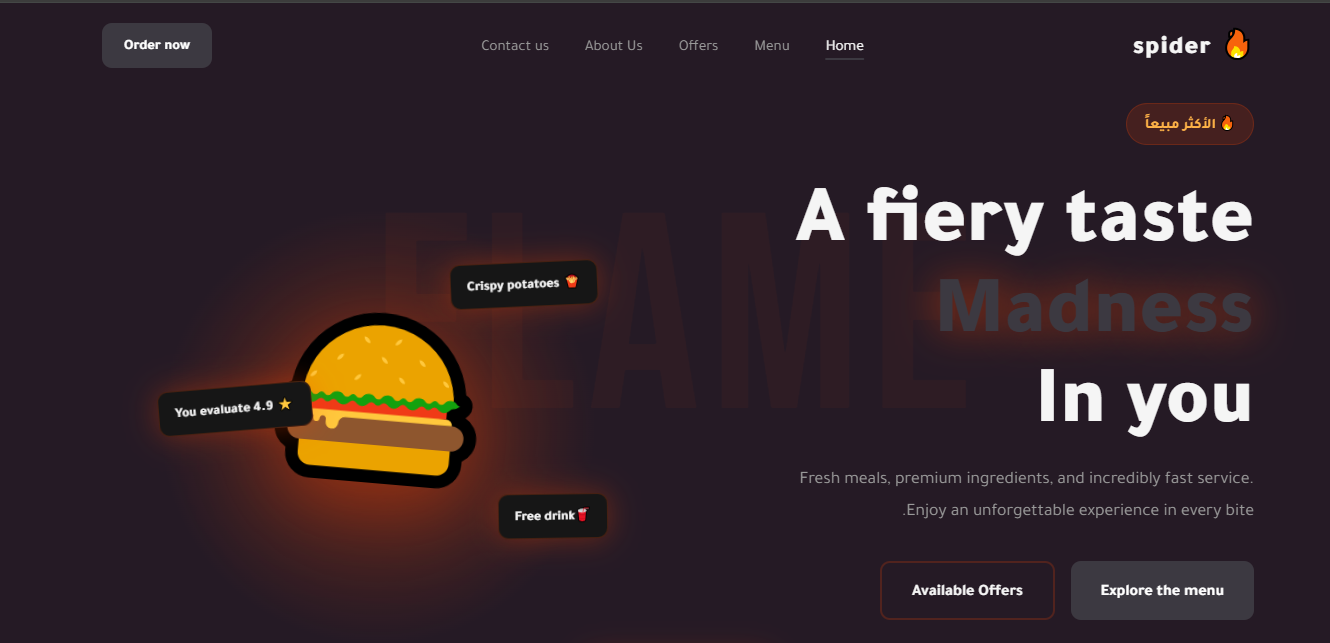 Order now
Contact us
About Us
Offers
Menu
Home
spider
الأكثر مبيعاً
FLAME
A fiery taste
Madness
In you
Crispy potatoes
You evaluate 4.9
Free drink
Fresh meals, premium ingredients, and incredibly fast service.
.Enjoy an unforgettable experience in every bite
Available Offers
Explore the menu